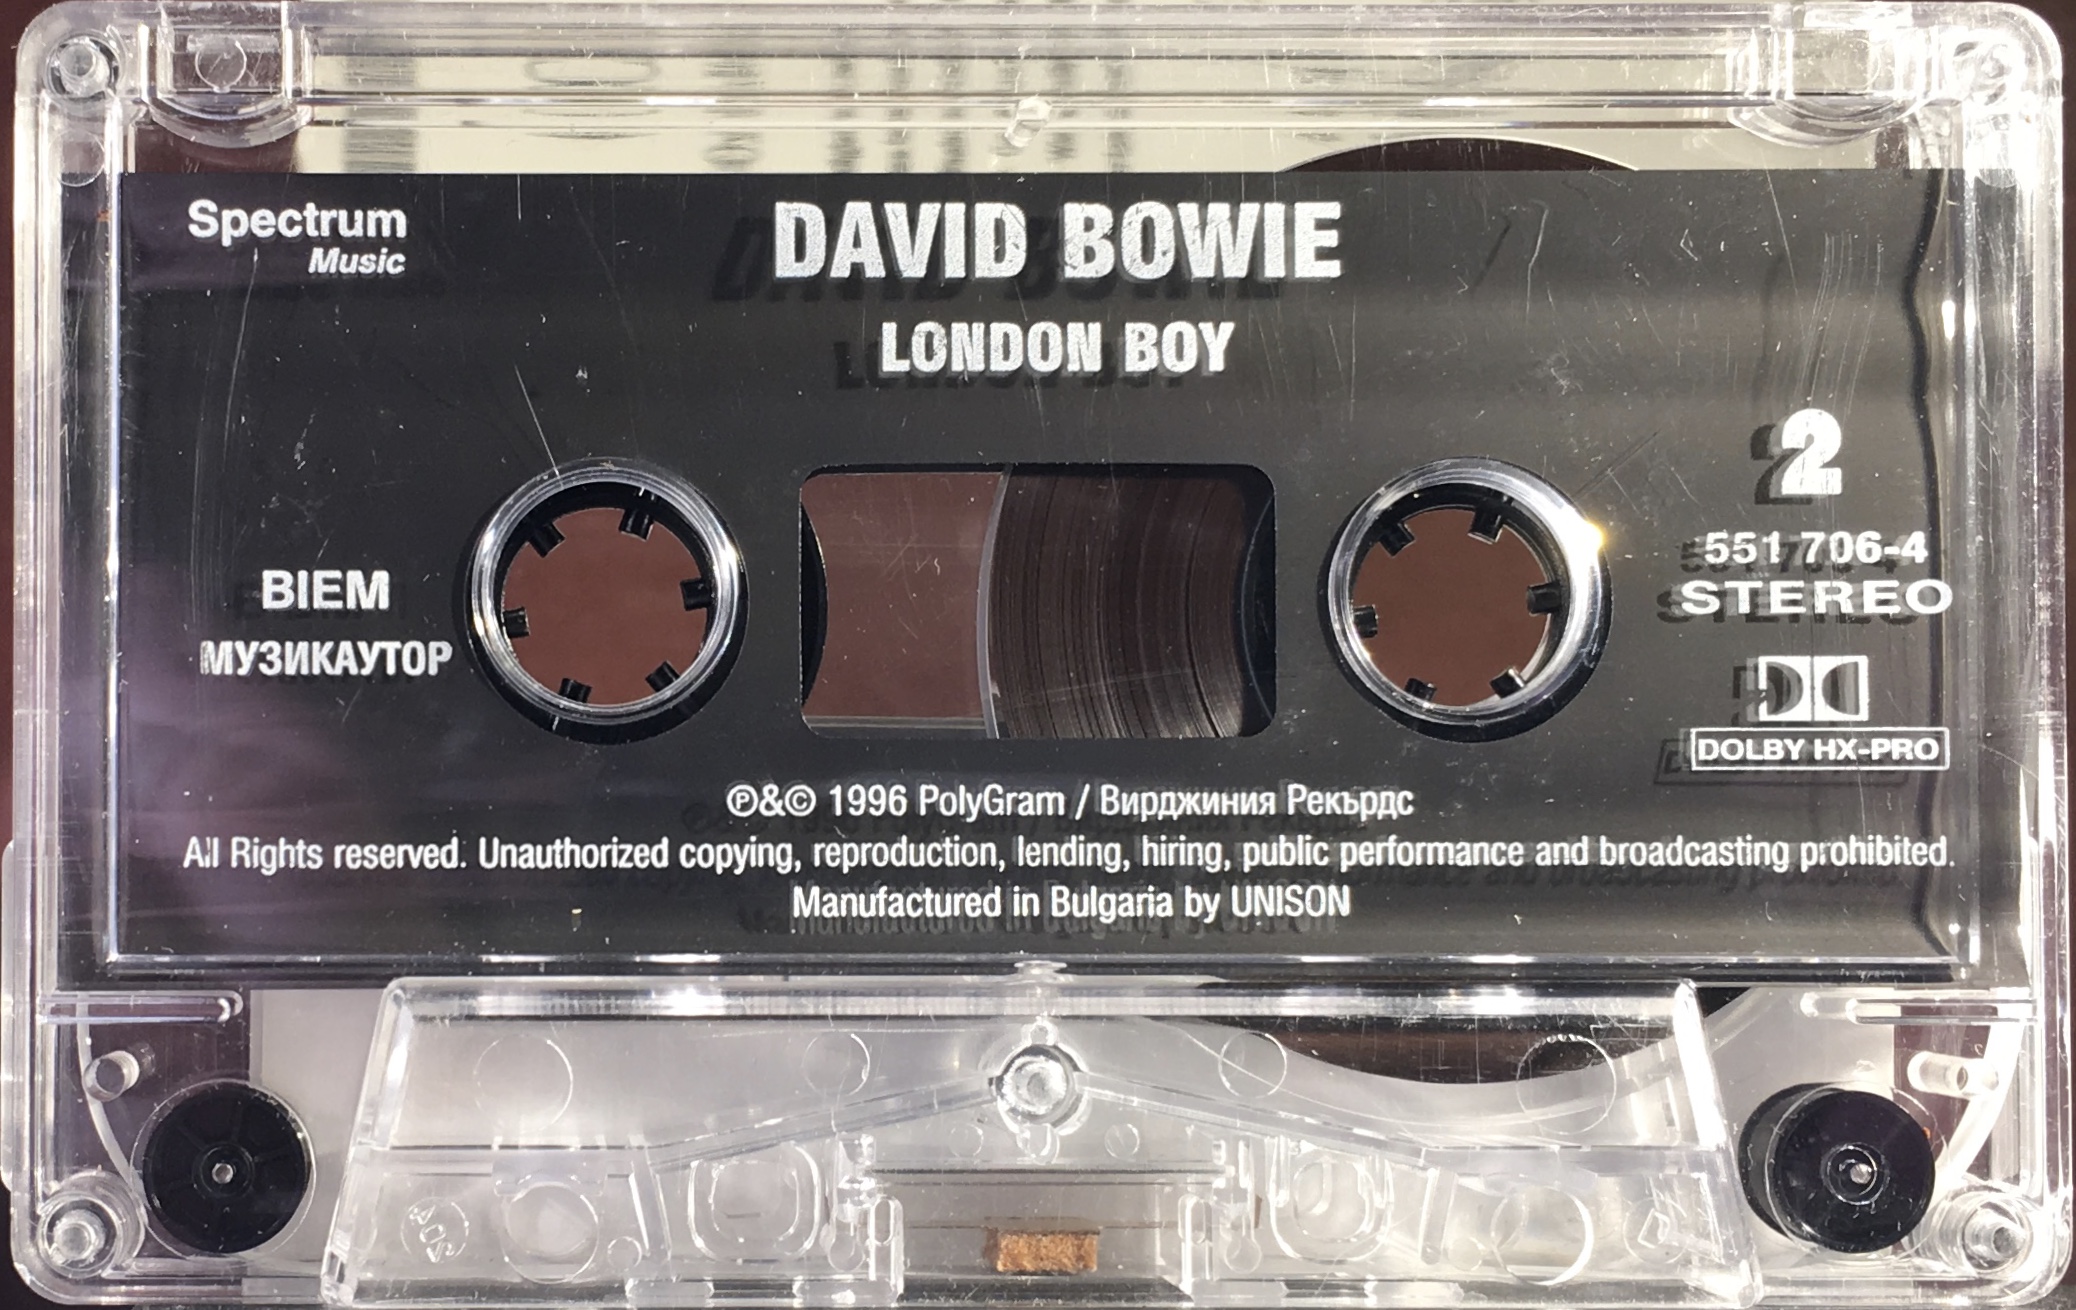 Spectrum
Music
DAVID BOWIE
LONDON BOY
2
551 706-4
STEREO
BIEM
МУЗИКАУТОР
DOLBY HX-PRO
℗&© 1996 PolyGram / Вирджиния Рекърдс
All Rights reserved. Unauthorized copying, reproduction, lending, hiring, public performance and broadcasting prohibited.
Manufactured in Bulgaria by UNISON